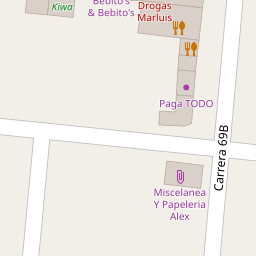 Bebito's
& Bebito's
Kiwa
Drogas
Marluis
Paga TODO
Carrera 69B
Miscelanea
Y Papeleria
Alex